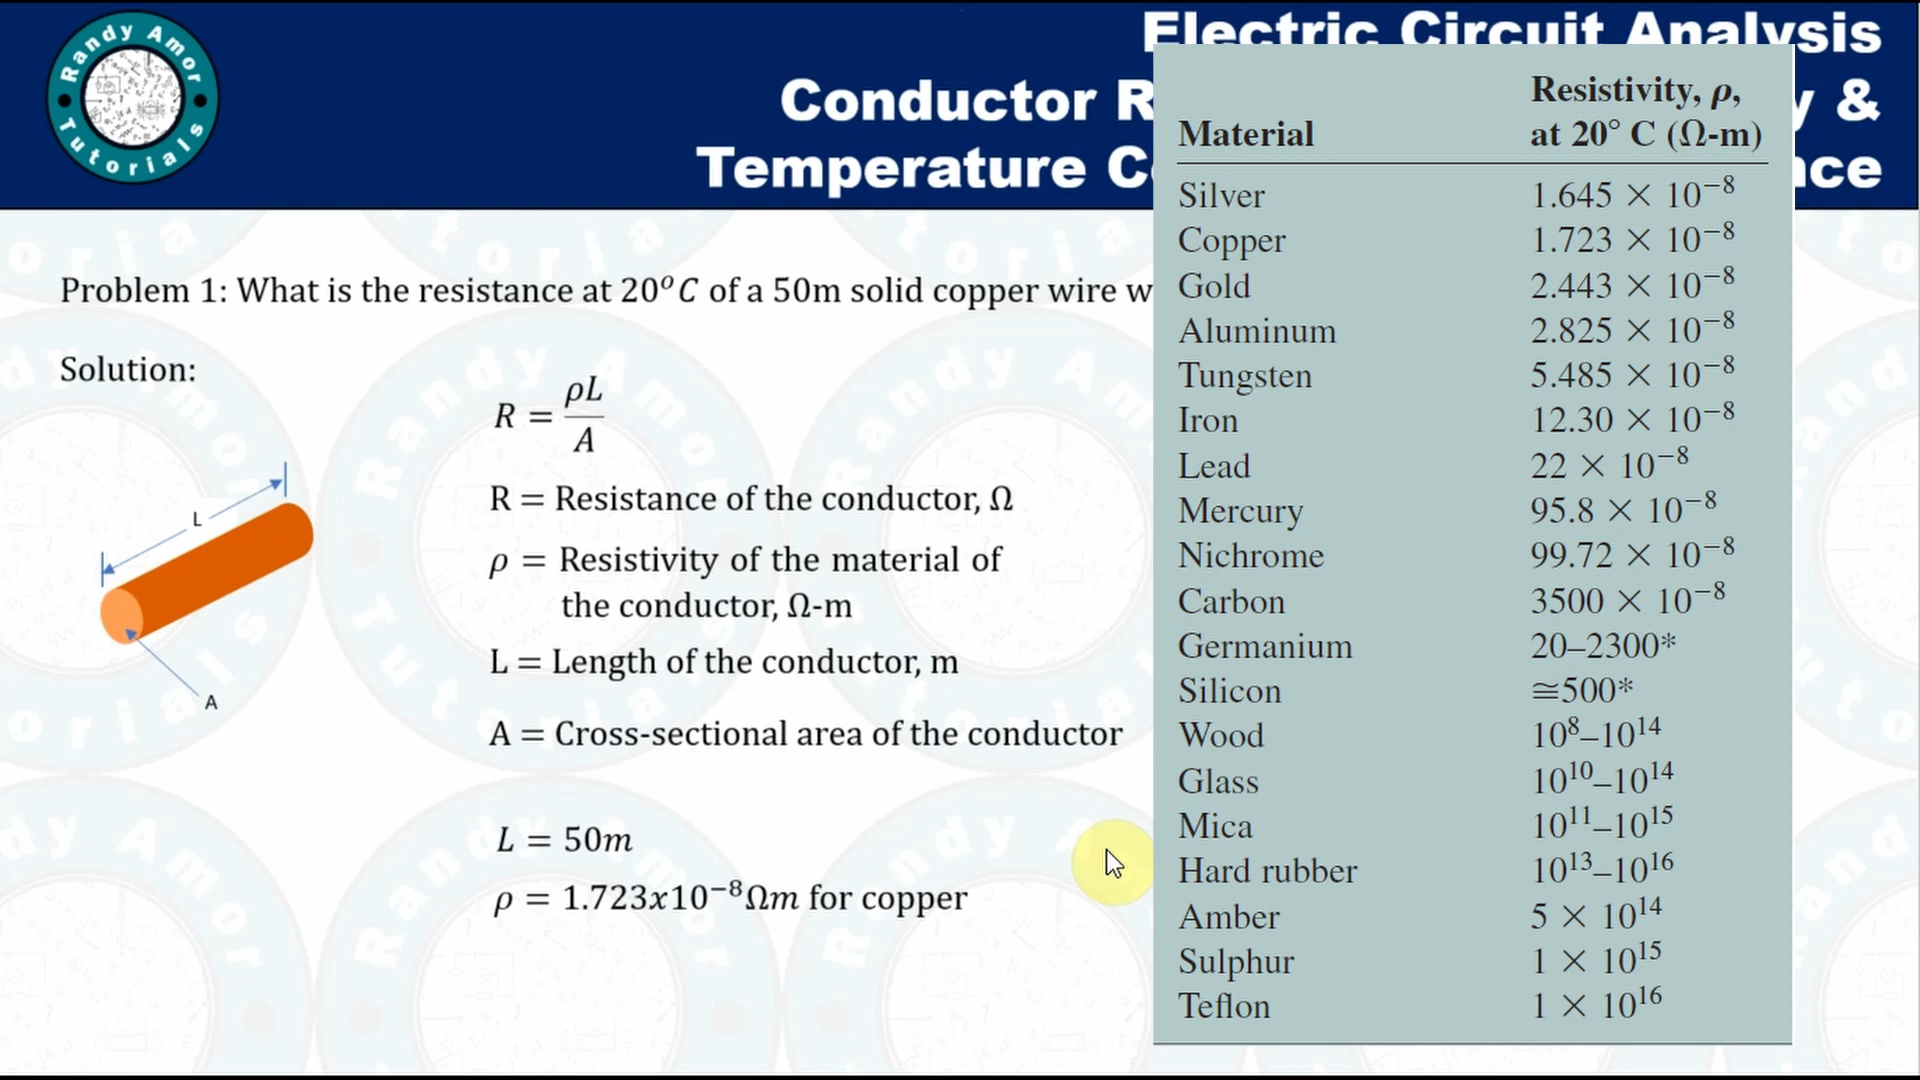 Randy Amor
Tutorials
Electric Circuit Analysis
Conductor R
y &
Temperature C
nce
Problem 1: What is the resistance at 20°C of a 50m solid copper wire w
Solution:
R = ρL/A
R = Resistance of the conductor, Ω
ρ = Resistivity of the material of
the conductor, Ω-m
L = Length of the conductor, m
A = Cross-sectional area of the conductor
L = 50m
ρ = 1.723x10⁻⁸Ωm for copper
L
A
Resistivity, ρ,
Material at 20° C (Ω-m)
Silver 1.645 × 10⁻⁸
Copper 1.723 × 10⁻⁸
Gold 2.443 × 10⁻⁸
Aluminum 2.825 × 10⁻⁸
Tungsten 5.485 × 10⁻⁸
Iron 12.30 × 10⁻⁸
Lead 22 × 10⁻⁸
Mercury 95.8 × 10⁻⁸
Nichrome 99.72 × 10⁻⁸
Carbon 3500 × 10⁻⁸
Germanium 20–2300*
Silicon ≅500*
Wood 10⁸–10¹⁴
Glass 10¹⁰–10¹⁴
Mica 10¹¹–10¹⁵
Hard rubber 10¹³–10¹⁶
Amber 5 × 10¹⁴
Sulphur 1 × 10¹⁵
Teflon 1 × 10¹⁶